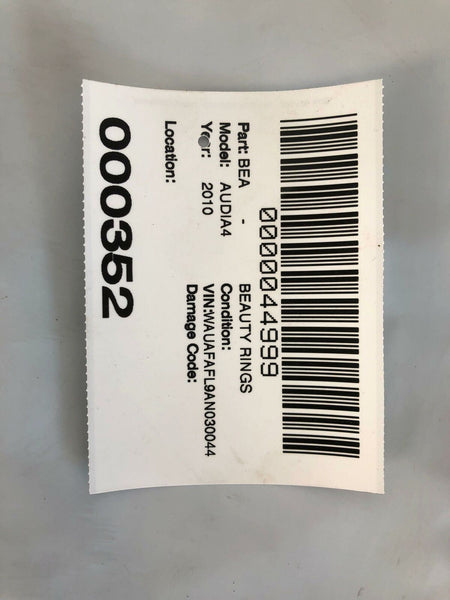 0000044999
Part: BEA - BEAUTY RINGS
Model: AUDIA4 Condition:
Year: 2010 VIN:WAUAFAFL9AN030044
Damage Code:
Location:
000352